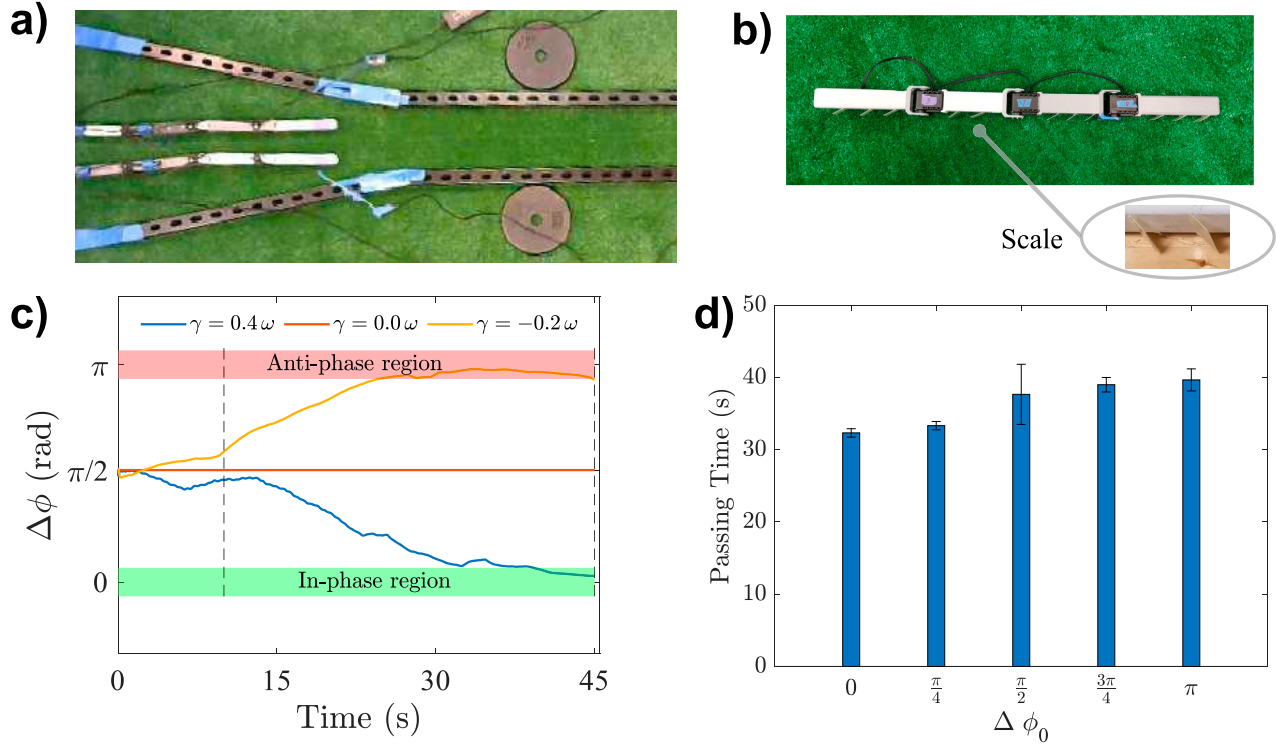 a)
b)
Scale
c)
γ = 0.4 ω γ = 0.0 ω γ = −0.2 ω
Anti-phase region
In-phase region
π
π/2
0
Δϕ (rad)
0 15 30 45
Time (s)
d)
50
40
30
20
10
0
Passing Time (s)
0 π/4 π/2 3π/4 π
Δ ϕ₀